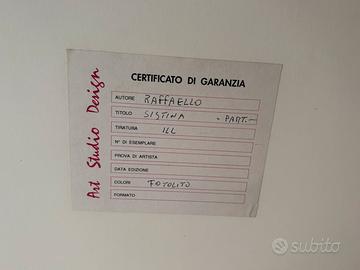 Art Studio Design
CERTIFICATO DI GARANZIA
AUTORE RAFFAELLO
TITOLO SISTINA - PART. -
TIRATURA ILL
N° DI ESEMPLARE
PROVA DI ARTISTA
DATA EDIZIONE
COLORI FOTOLITO
FORMATO
subito